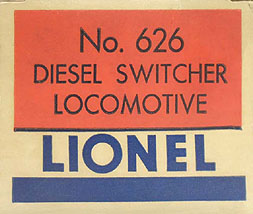 No. 626
DIESEL SWITCHER
LOCOMOTIVE
LIONEL